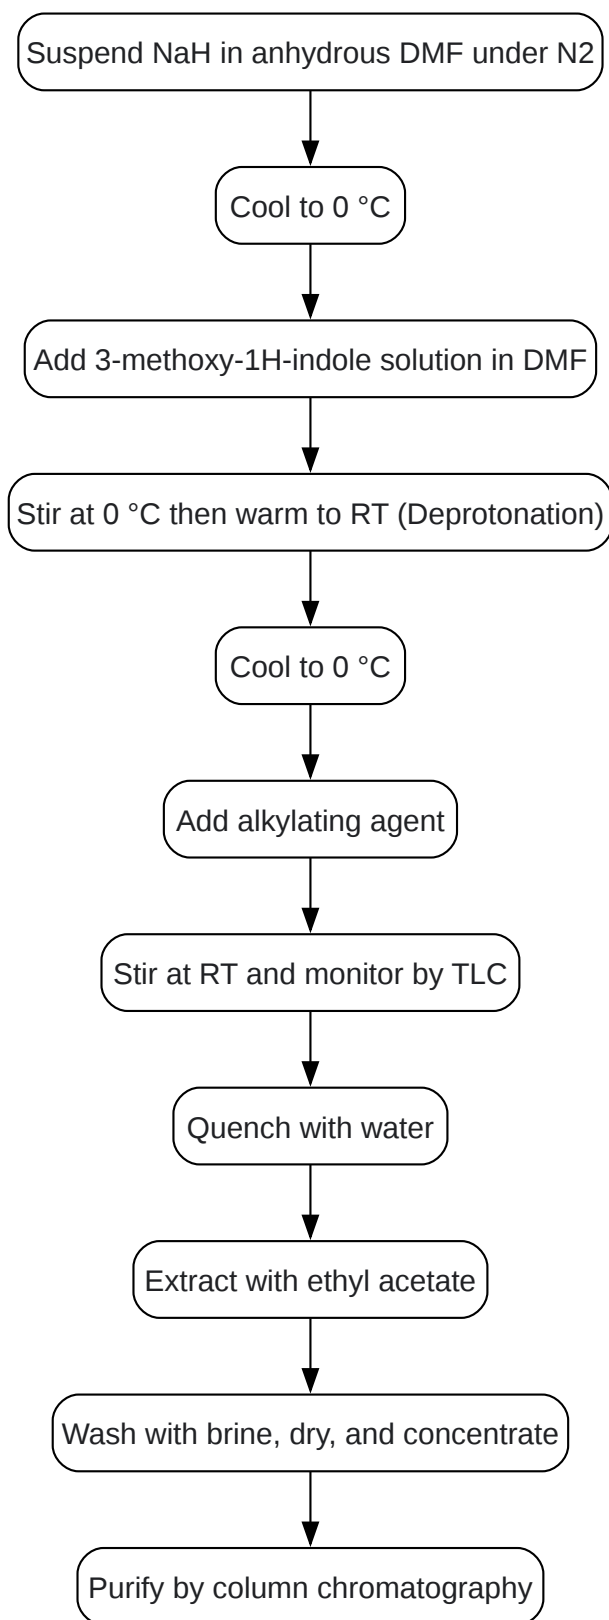 Suspend NaH in anhydrous DMF under N2
Cool to 0 °C
Add 3-methoxy-1H-indole solution in DMF
Stir at 0 °C then warm to RT (Deprotonation)
Cool to 0 °C
Add alkylating agent
Stir at RT and monitor by TLC
Quench with water
Extract with ethyl acetate
Wash with brine, dry, and concentrate
Purify by column chromatography